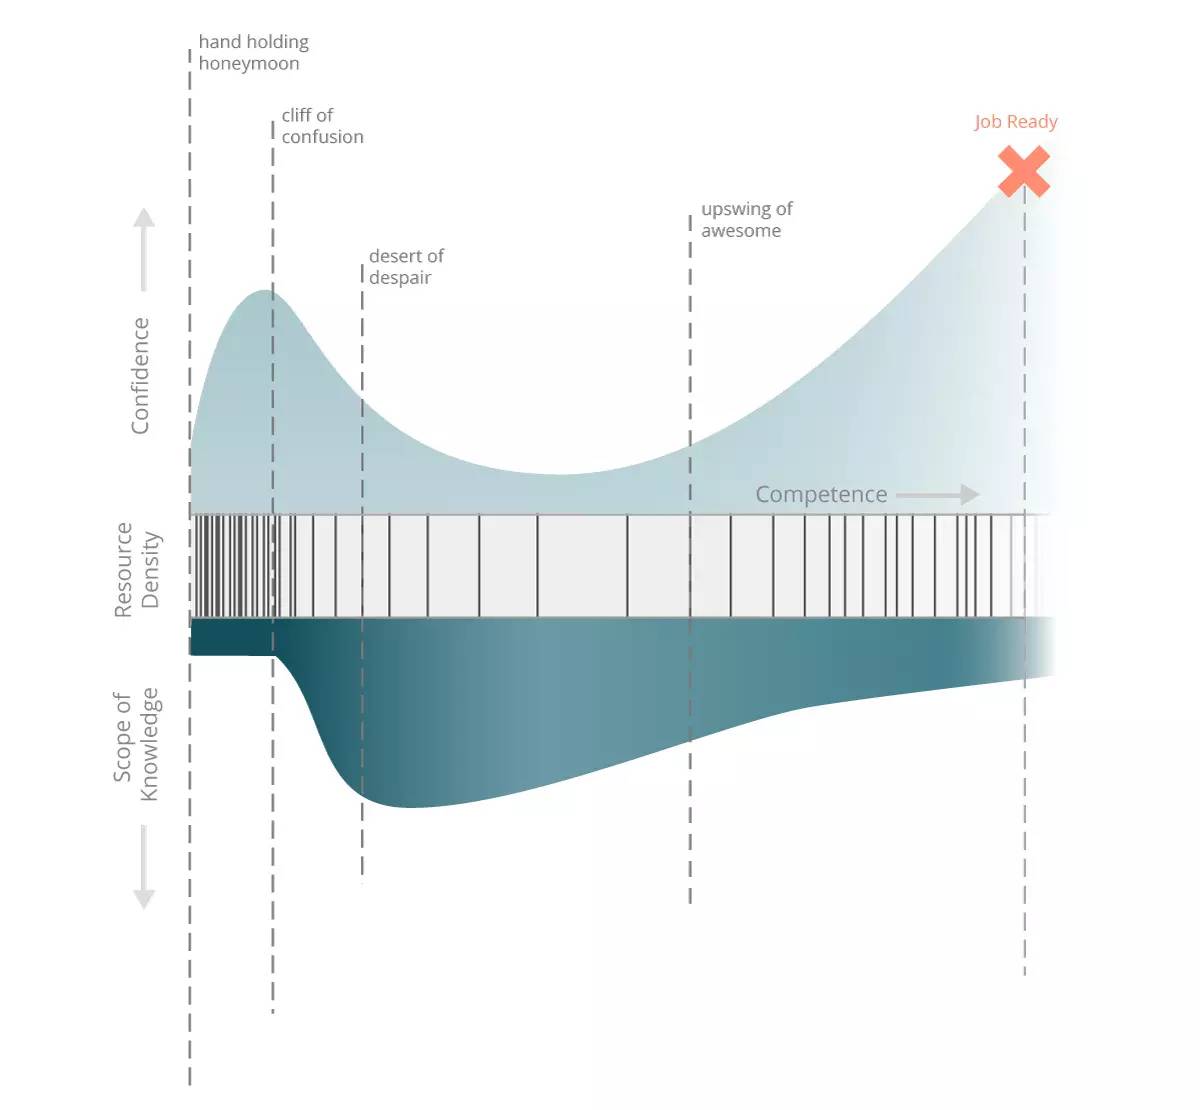 hand holding
honeymoon
cliff of
confusion
Job Ready
upswing of
awesome
desert of
despair
Confidence
Competence
Resource
Density
Scope of
Knowledge